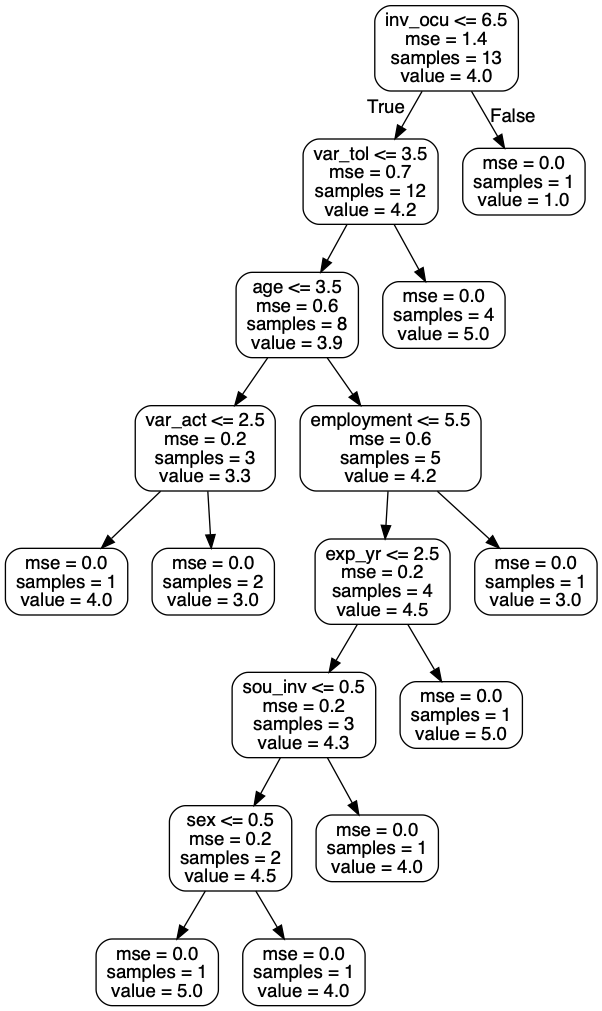 inv_ocu <= 6.5
mse = 1.4
samples = 13
value = 4.0
True
False
var_tol <= 3.5
mse = 0.7
samples = 12
value = 4.2
mse = 0.0
samples = 1
value = 1.0
age <= 3.5
mse = 0.6
samples = 8
value = 3.9
mse = 0.0
samples = 4
value = 5.0
var_act <= 2.5
mse = 0.2
samples = 3
value = 3.3
employment <= 5.5
mse = 0.6
samples = 5
value = 4.2
mse = 0.0
samples = 1
value = 4.0
mse = 0.0
samples = 2
value = 3.0
exp_yr <= 2.5
mse = 0.2
samples = 4
value = 4.5
mse = 0.0
samples = 1
value = 3.0
sou_inv <= 0.5
mse = 0.2
samples = 3
value = 4.3
mse = 0.0
samples = 1
value = 5.0
sex <= 0.5
mse = 0.2
samples = 2
value = 4.5
mse = 0.0
samples = 1
value = 4.0
mse = 0.0
samples = 1
value = 5.0
mse = 0.0
samples = 1
value = 4.0